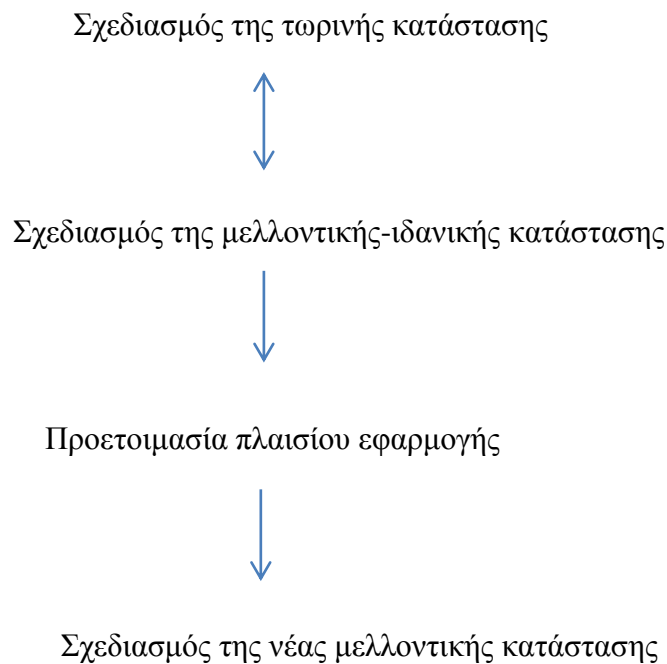 Σχεδιασμός της τωρινής κατάστασης
Σχεδιασμός της μελλοντικής-ιδανικής κατάστασης
Προετοιμασία πλαισίου εφαρμογής
Σχεδιασμός της νέας μελλοντικής κατάστασης